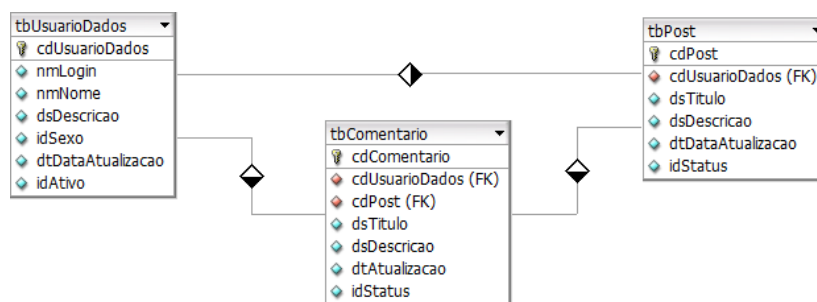 tbUsuarioDados
cdUsuarioDados
nmLogin
nmNome
dsDescricao
idSexo
dtDataAtualizacao
idAtivo
tbComentario
cdComentario
cdUsuarioDados (FK)
cdPost (FK)
dsTitulo
dsDescricao
dtAtualizacao
idStatus
tbPost
cdPost
cdUsuarioDados (FK)
dsTitulo
dsDescricao
dtDataAtualizacao
idStatus